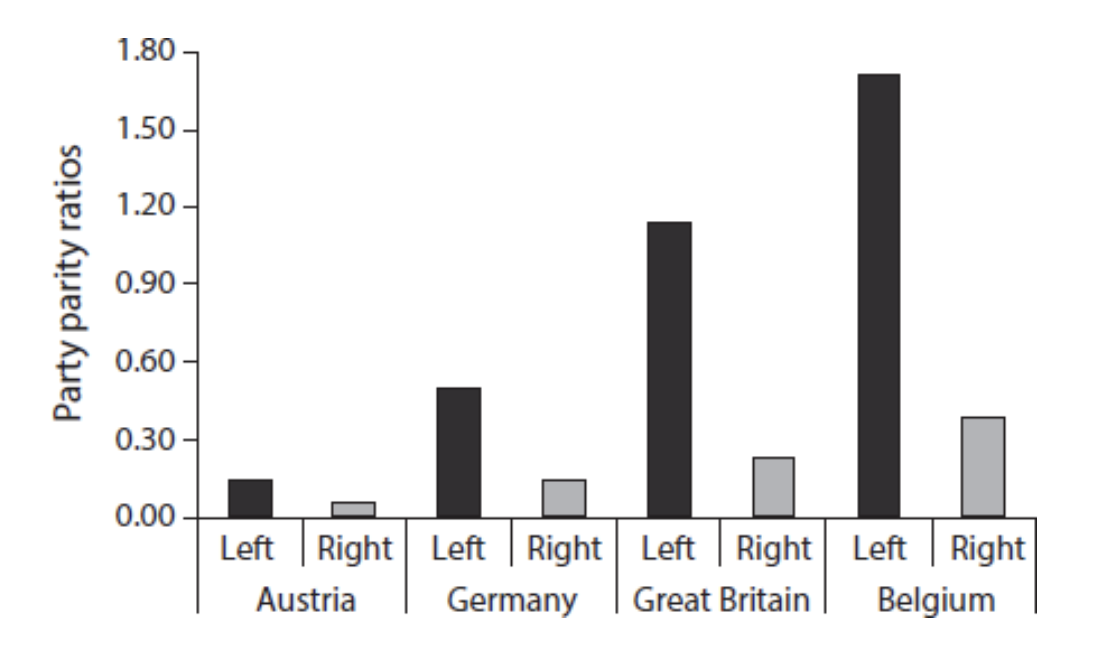 Party parity ratios
1.80
1.50
1.20
0.90
0.60
0.30
0.00
Left Right Left Right Left Right Left Right
Austria Germany Great Britain Belgium